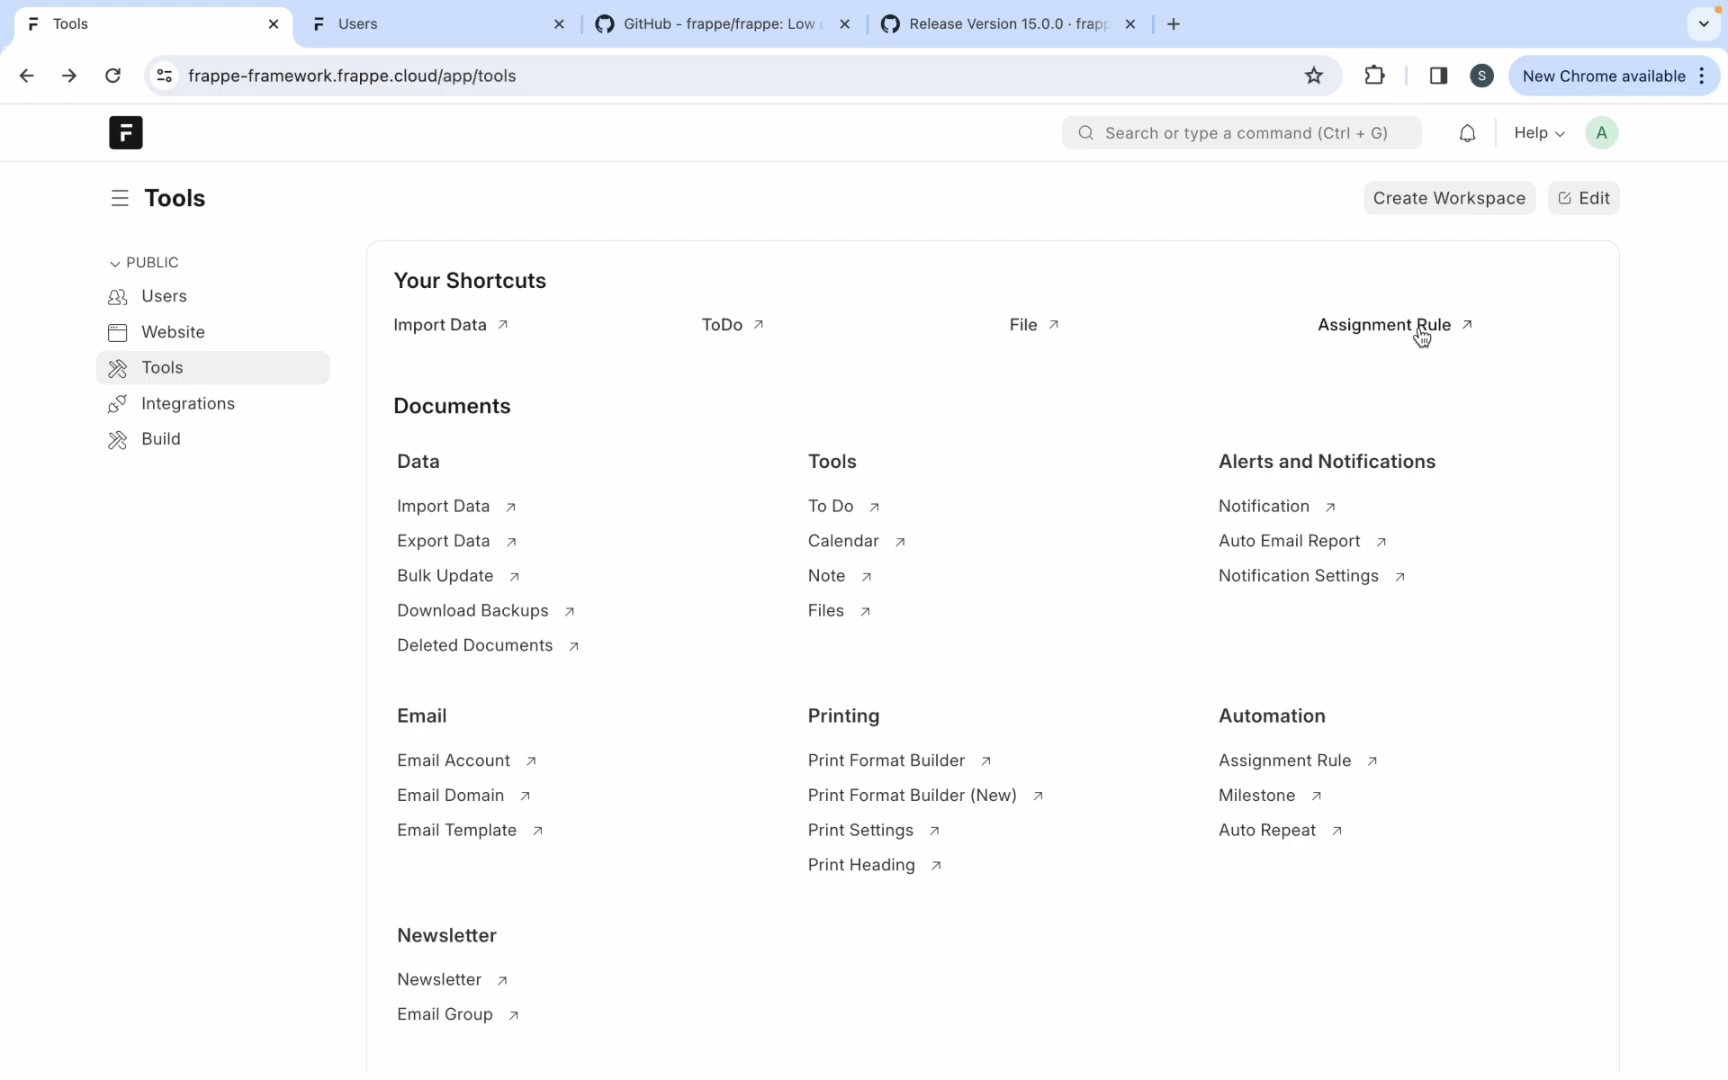 Tools
Users
GitHub - frappe/frappe: Low
Release Version 15.0.0 · frap
frappe-framework.frappe.cloud/app/tools
S
New Chrome available
F
Search or type a command (Ctrl + G)
Help
A
Tools
Create Workspace
Edit
PUBLIC
Users
Website
Tools
Integrations
Build
Your Shortcuts
Import Data
ToDo
File
Assignment Rule
Documents
Data
Import Data
Export Data
Bulk Update
Download Backups
Deleted Documents
Tools
To Do
Calendar
Note
Files
Alerts and Notifications
Notification
Auto Email Report
Notification Settings
Email
Email Account
Email Domain
Email Template
Printing
Print Format Builder
Print Format Builder (New)
Print Settings
Print Heading
Automation
Assignment Rule
Milestone
Auto Repeat
Newsletter
Newsletter
Email Group